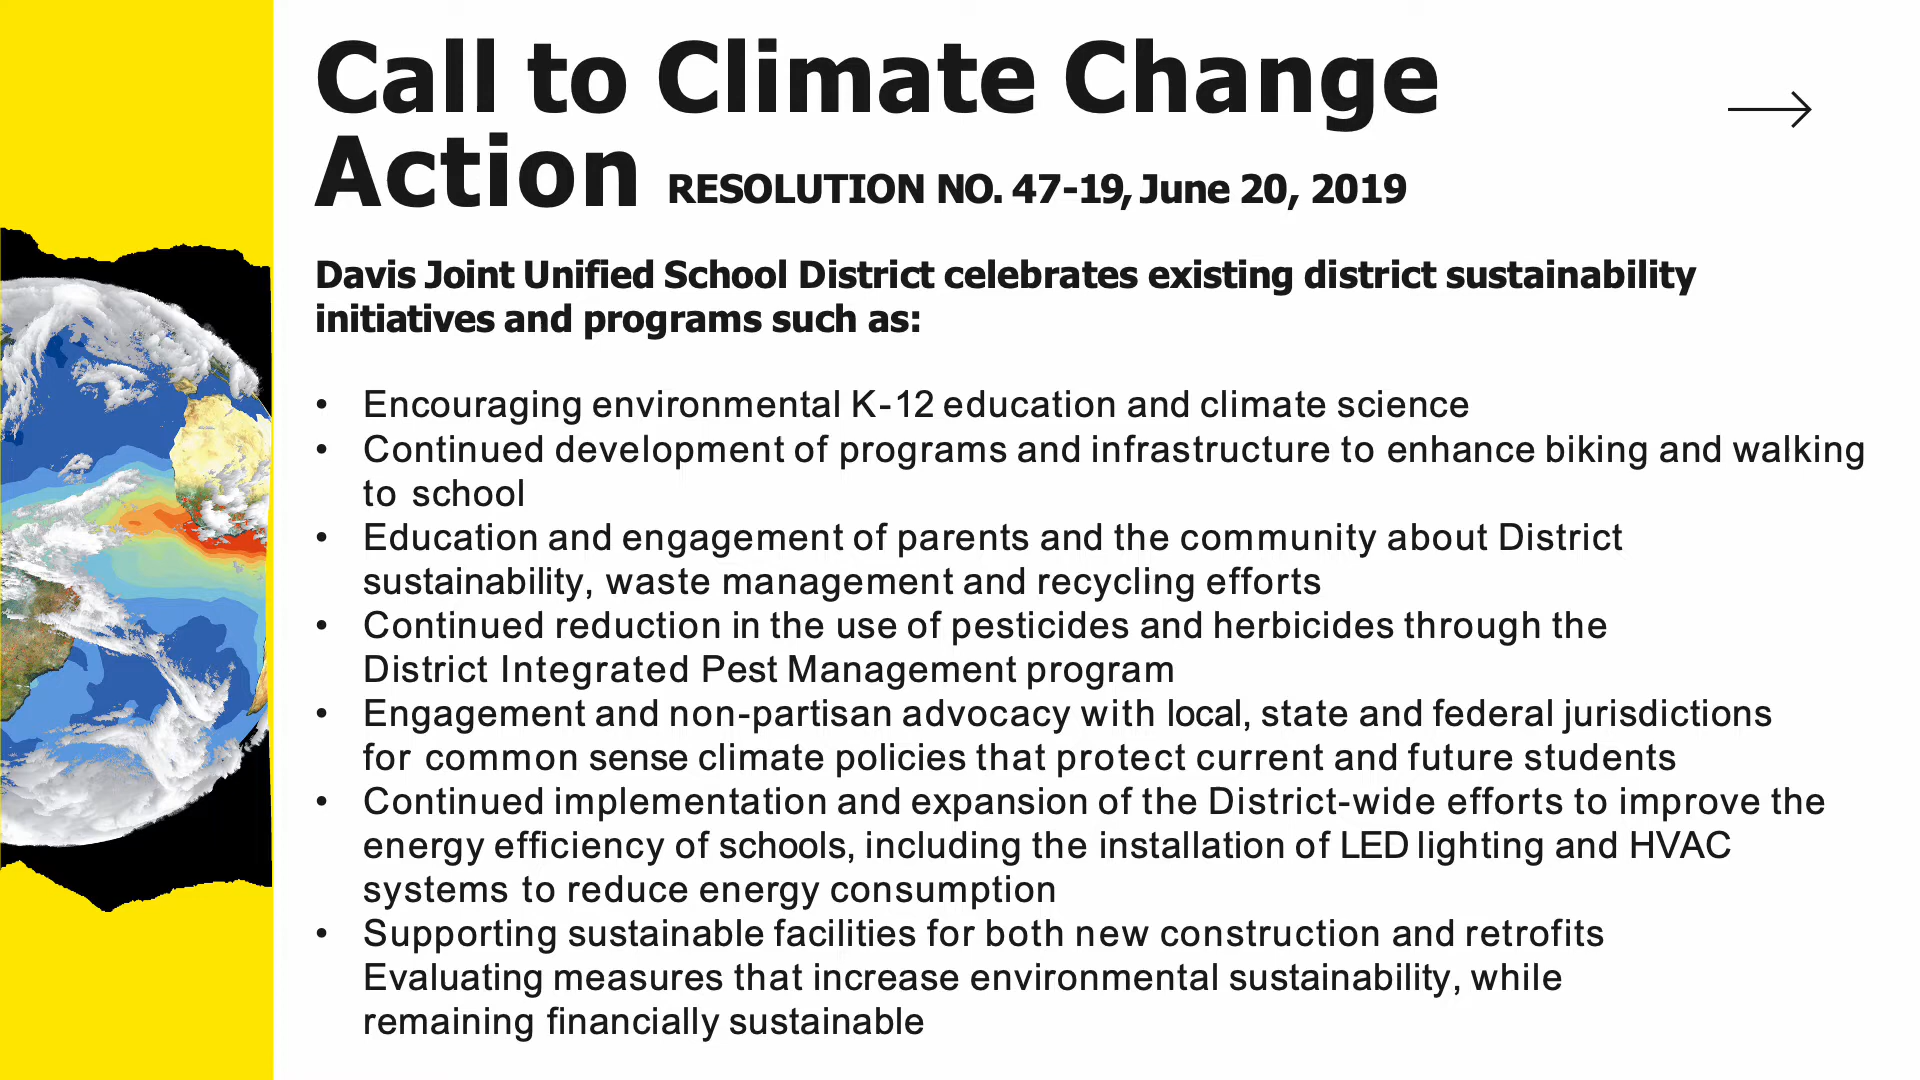 Call to Climate Change
Action RESOLUTION NO. 47-19, June 20, 2019
Davis Joint Unified School District celebrates existing district sustainability
initiatives and programs such as:
• Encouraging environmental K-12 education and climate science
• Continued development of programs and infrastructure to enhance biking and walking
to school
• Education and engagement of parents and the community about District
sustainability, waste management and recycling efforts
• Continued reduction in the use of pesticides and herbicides through the
District Integrated Pest Management program
• Engagement and non-partisan advocacy with local, state and federal jurisdictions
for common sense climate policies that protect current and future students
• Continued implementation and expansion of the District-wide efforts to improve the
energy efficiency of schools, including the installation of LED lighting and HVAC
systems to reduce energy consumption
• Supporting sustainable facilities for both new construction and retrofits
Evaluating measures that increase environmental sustainability, while
remaining financially sustainable